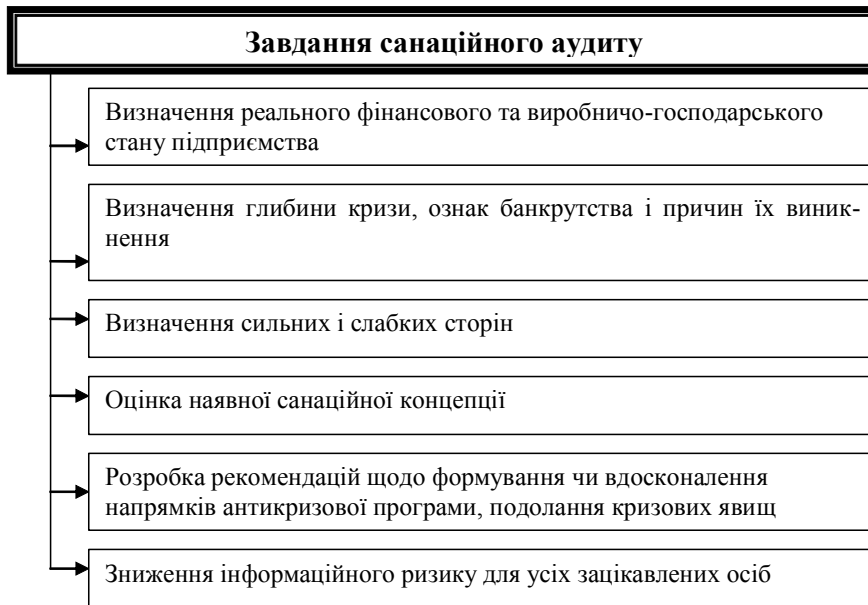 Завдання санаційного аудиту
Визначення реального фінансового та виробничо-господарського
стану підприємства
Визначення глибини кризи, ознак банкрутства і причин їх виник-
нення
Визначення сильних і слабких сторін
Оцінка наявної санаційної концепції
Розробка рекомендацій щодо формування чи вдосконалення
напрямків антикризової програми, подолання кризових явищ
Зниження інформаційного ризику для усіх зацікавлених осіб